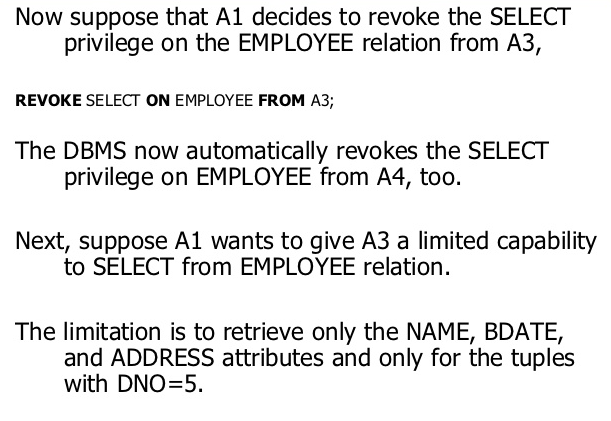 Now suppose that A1 decides to revoke the SELECT
privilege on the EMPLOYEE relation from A3,
REVOKE SELECT ON EMPLOYEE FROM A3;
The DBMS now automatically revokes the SELECT
privilege on EMPLOYEE from A4, too.
Next, suppose A1 wants to give A3 a limited capability
to SELECT from EMPLOYEE relation.
The limitation is to retrieve only the NAME, BDATE,
and ADDRESS attributes and only for the tuples
with DNO=5.